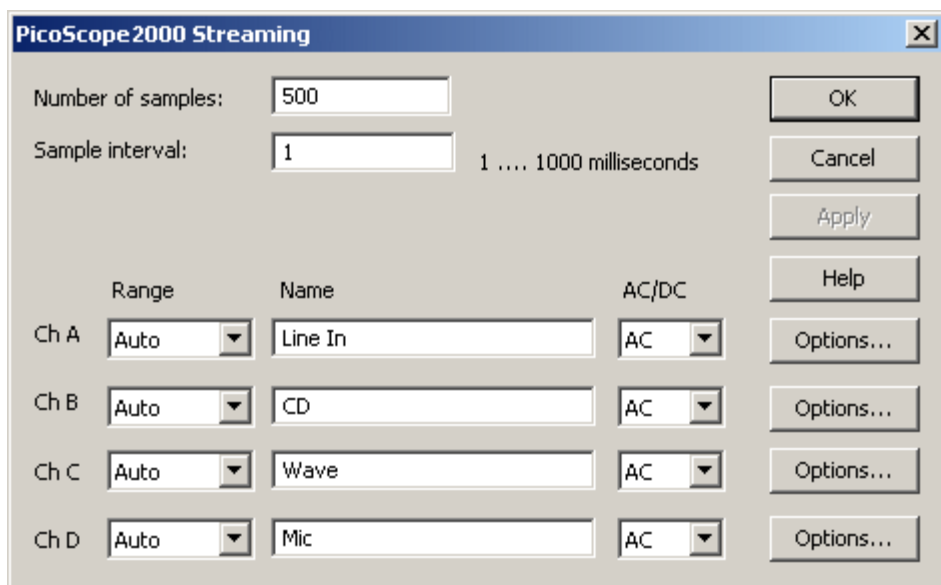 PicoScope2000 Streaming
Number of samples: 500 OK
Sample interval: 1 1 .... 1000 milliseconds Cancel
Apply
Help
Range Name AC/DC
Ch A Auto Line In AC Options...
Ch B Auto CD AC Options...
Ch C Auto Wave AC Options...
Ch D Auto Mic AC Options...